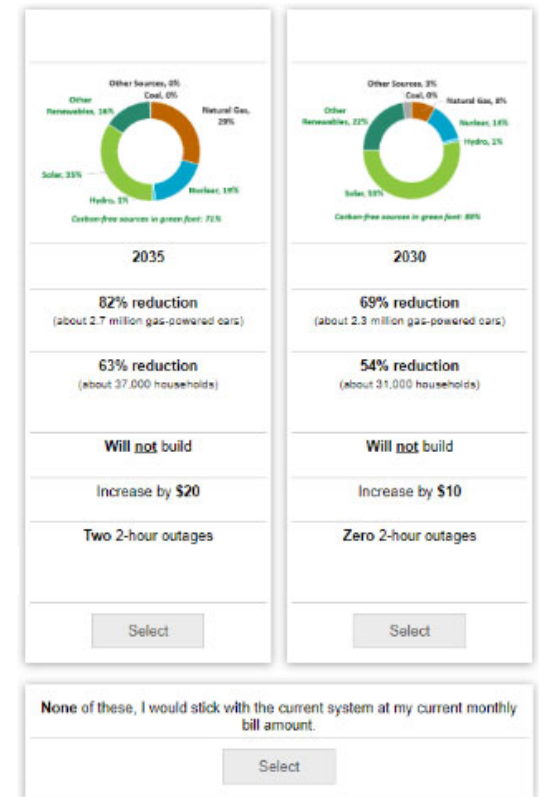 Other Sources, 0%
Coal, 0%
Other
Renewables, 16%
Natural Gas,
29%
Solar, 35%
Nuclear, 19%
Hydro, 1%
Carbon-free sources in green font: 71%
2035
82% reduction
(about 2.7 million gas-powered cars)
63% reduction
(about 37,000 households)
Will not build
Increase by $20
Two 2-hour outages
Select
Other Sources, 3%
Coal, 0%
Natural Gas, 8%
Other
Renewables, 22%
Nuclear, 14%
Hydro, 1%
Solar, 53%
Carbon-free sources in green font:
2030
69% reduction
(about 2.3 million gas-powered cars)
54% reduction
(about 31,000 households)
Will not build
Increase by $10
Zero 2-hour outages
Select
None of these, I would stick with the current system at my current monthly
bill amount.
Select